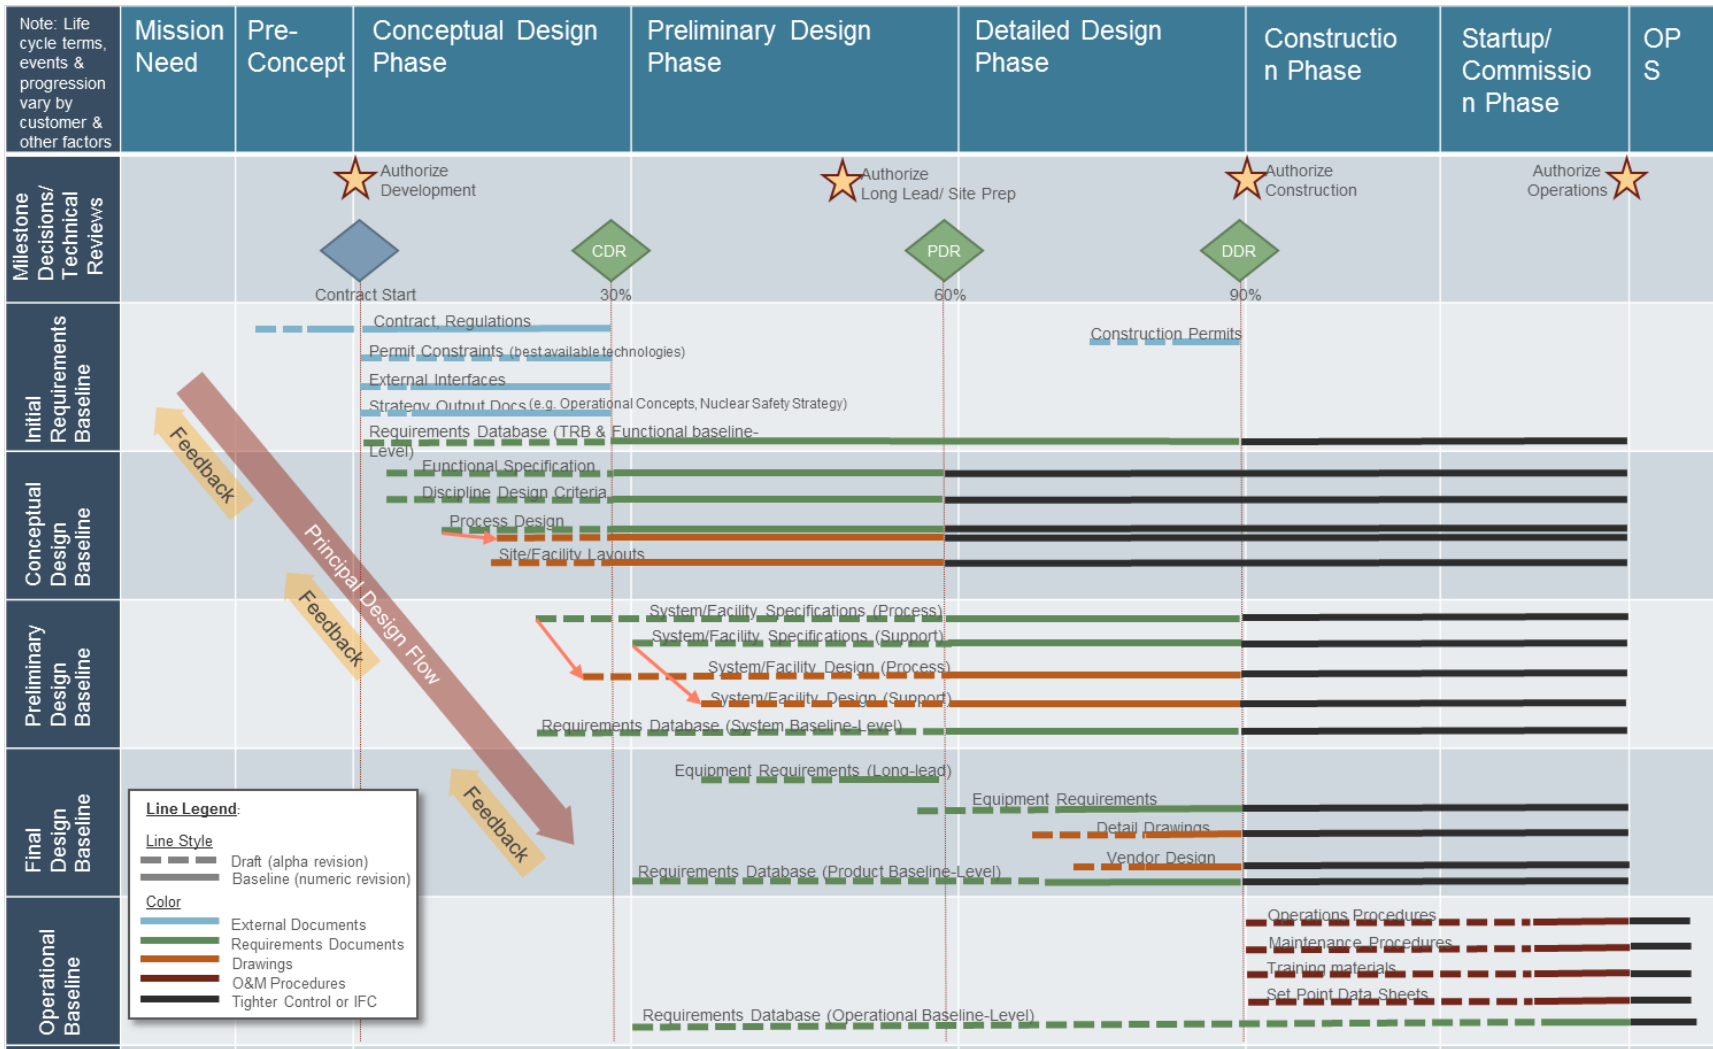 Note: Life
cycle terms,
events &
progression
vary by
customer &
other factors
Mission
Need
Pre-
Concept
Conceptual Design
Phase
Preliminary Design
Phase
Detailed Design
Phase
Constructio
n Phase
Startup/
Commissio
n Phase
OP
S
Milestone
Decisions/
Technical
Reviews
Authorize
Development
Authorize
Long Lead/ Site Prep
Authorize
Construction
Authorize
Operations
CDR
PDR
DDR
Contract Start
30%
60%
90%
Initial
Requirements
Baseline
Contract, Regulations
Construction Permits
Permit Constraints (best available technologies)
External Interfaces
Strategy Output Docs (e.g. Operational Concepts, Nuclear Safety Strategy)
Requirements Database (TRB & Functional baseline-
Level)
Conceptual
Design
Baseline
Functional Specification
Discipline Design Criteria
Process Design
Site/Facility Layouts
Preliminary
Design
Baseline
System/Facility Specifications (Process)
System/Facility Specifications (Support)
System/Facility Design (Process)
System/Facility Design (Support)
Requirements Database (System Baseline-Level)
Feedback
Principal Design Flow
Feedback
Feedback
Final
Design
Baseline
Equipment Requirements (Long-lead)
Equipment Requirements
Detail Drawings
Vendor Design
Requirements Database (Product Baseline-Level)
Operational
Baseline
Operations Procedures
Maintenance Procedures
Training materials
Set Point Data Sheets
Requirements Database (Operational Baseline-Level)
Line Legend:
Line Style
Draft (alpha revision)
Baseline (numeric revision)
Color
External Documents
Requirements Documents
Drawings
O&M Procedures
Tighter Control or IFC